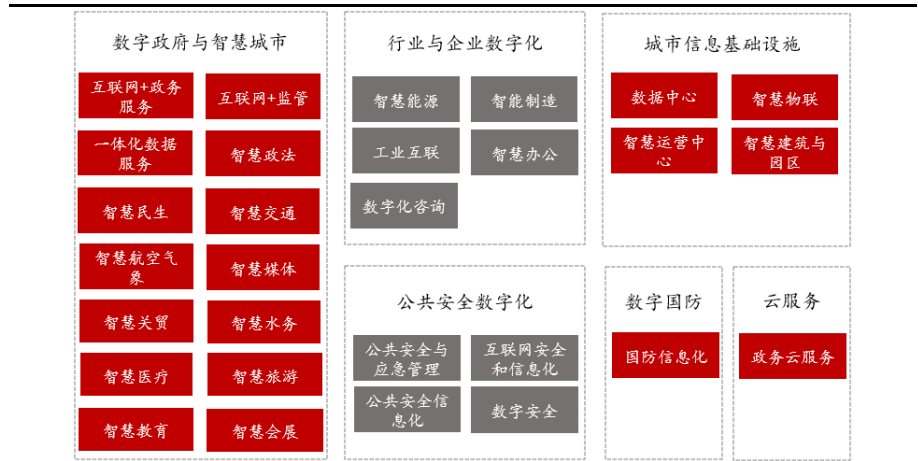 数字政府与智慧城市
互联网+政务
服务
互联网+监管
一体化数据
服务
智慧政法
智慧民生
智慧交通
智慧航空气
象
智慧媒体
智慧关贸
智慧水务
智慧医疗
智慧旅游
智慧教育
智慧会展
行业与企业数字化
智慧能源
智能制造
工业互联
智慧办公
数字化咨询
城市信息基础设施
数据中心
智慧物联
智慧运营中
心
智慧建筑与
园区
公共安全数字化
公共安全与
应急管理
互联网安全
和信息化
公共安全信
息化
数字安全
数字国防
国防信息化
云服务
政务云服务